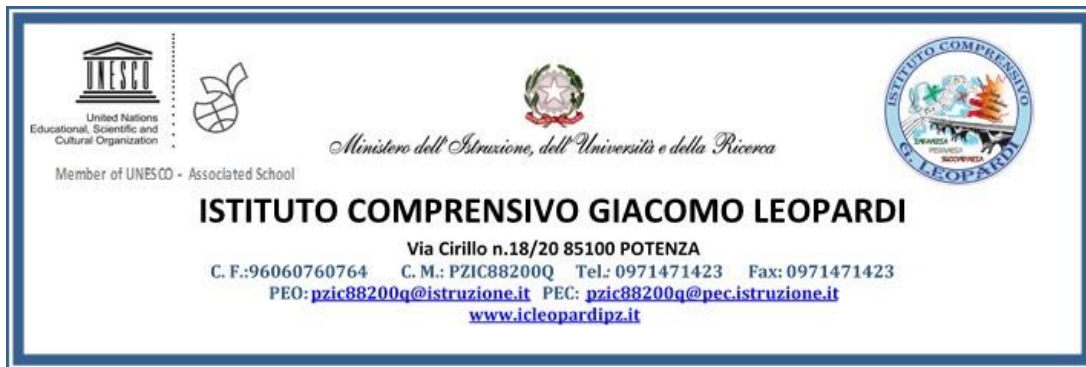 UNESCO
United Nations
Educational, Scientific and
Cultural Organization
Member of UNESCO - Associated School
Ministero dell'Istruzione, dell'Università e della Ricerca
ISTITUTO COMPRENSIVO
G. LEOPARDI
ISTITUTO COMPRENSIVO GIACOMO LEOPARDI
Via Cirillo n.18/20 85100 POTENZA
C. F.:96060760764 C. M.: PZIC88200Q Tel.: 0971471423 Fax: 0971471423
PEO: pzic88200q@istruzione.it PEC: pzic88200q@pec.istruzione.it
www.icleopardipz.it